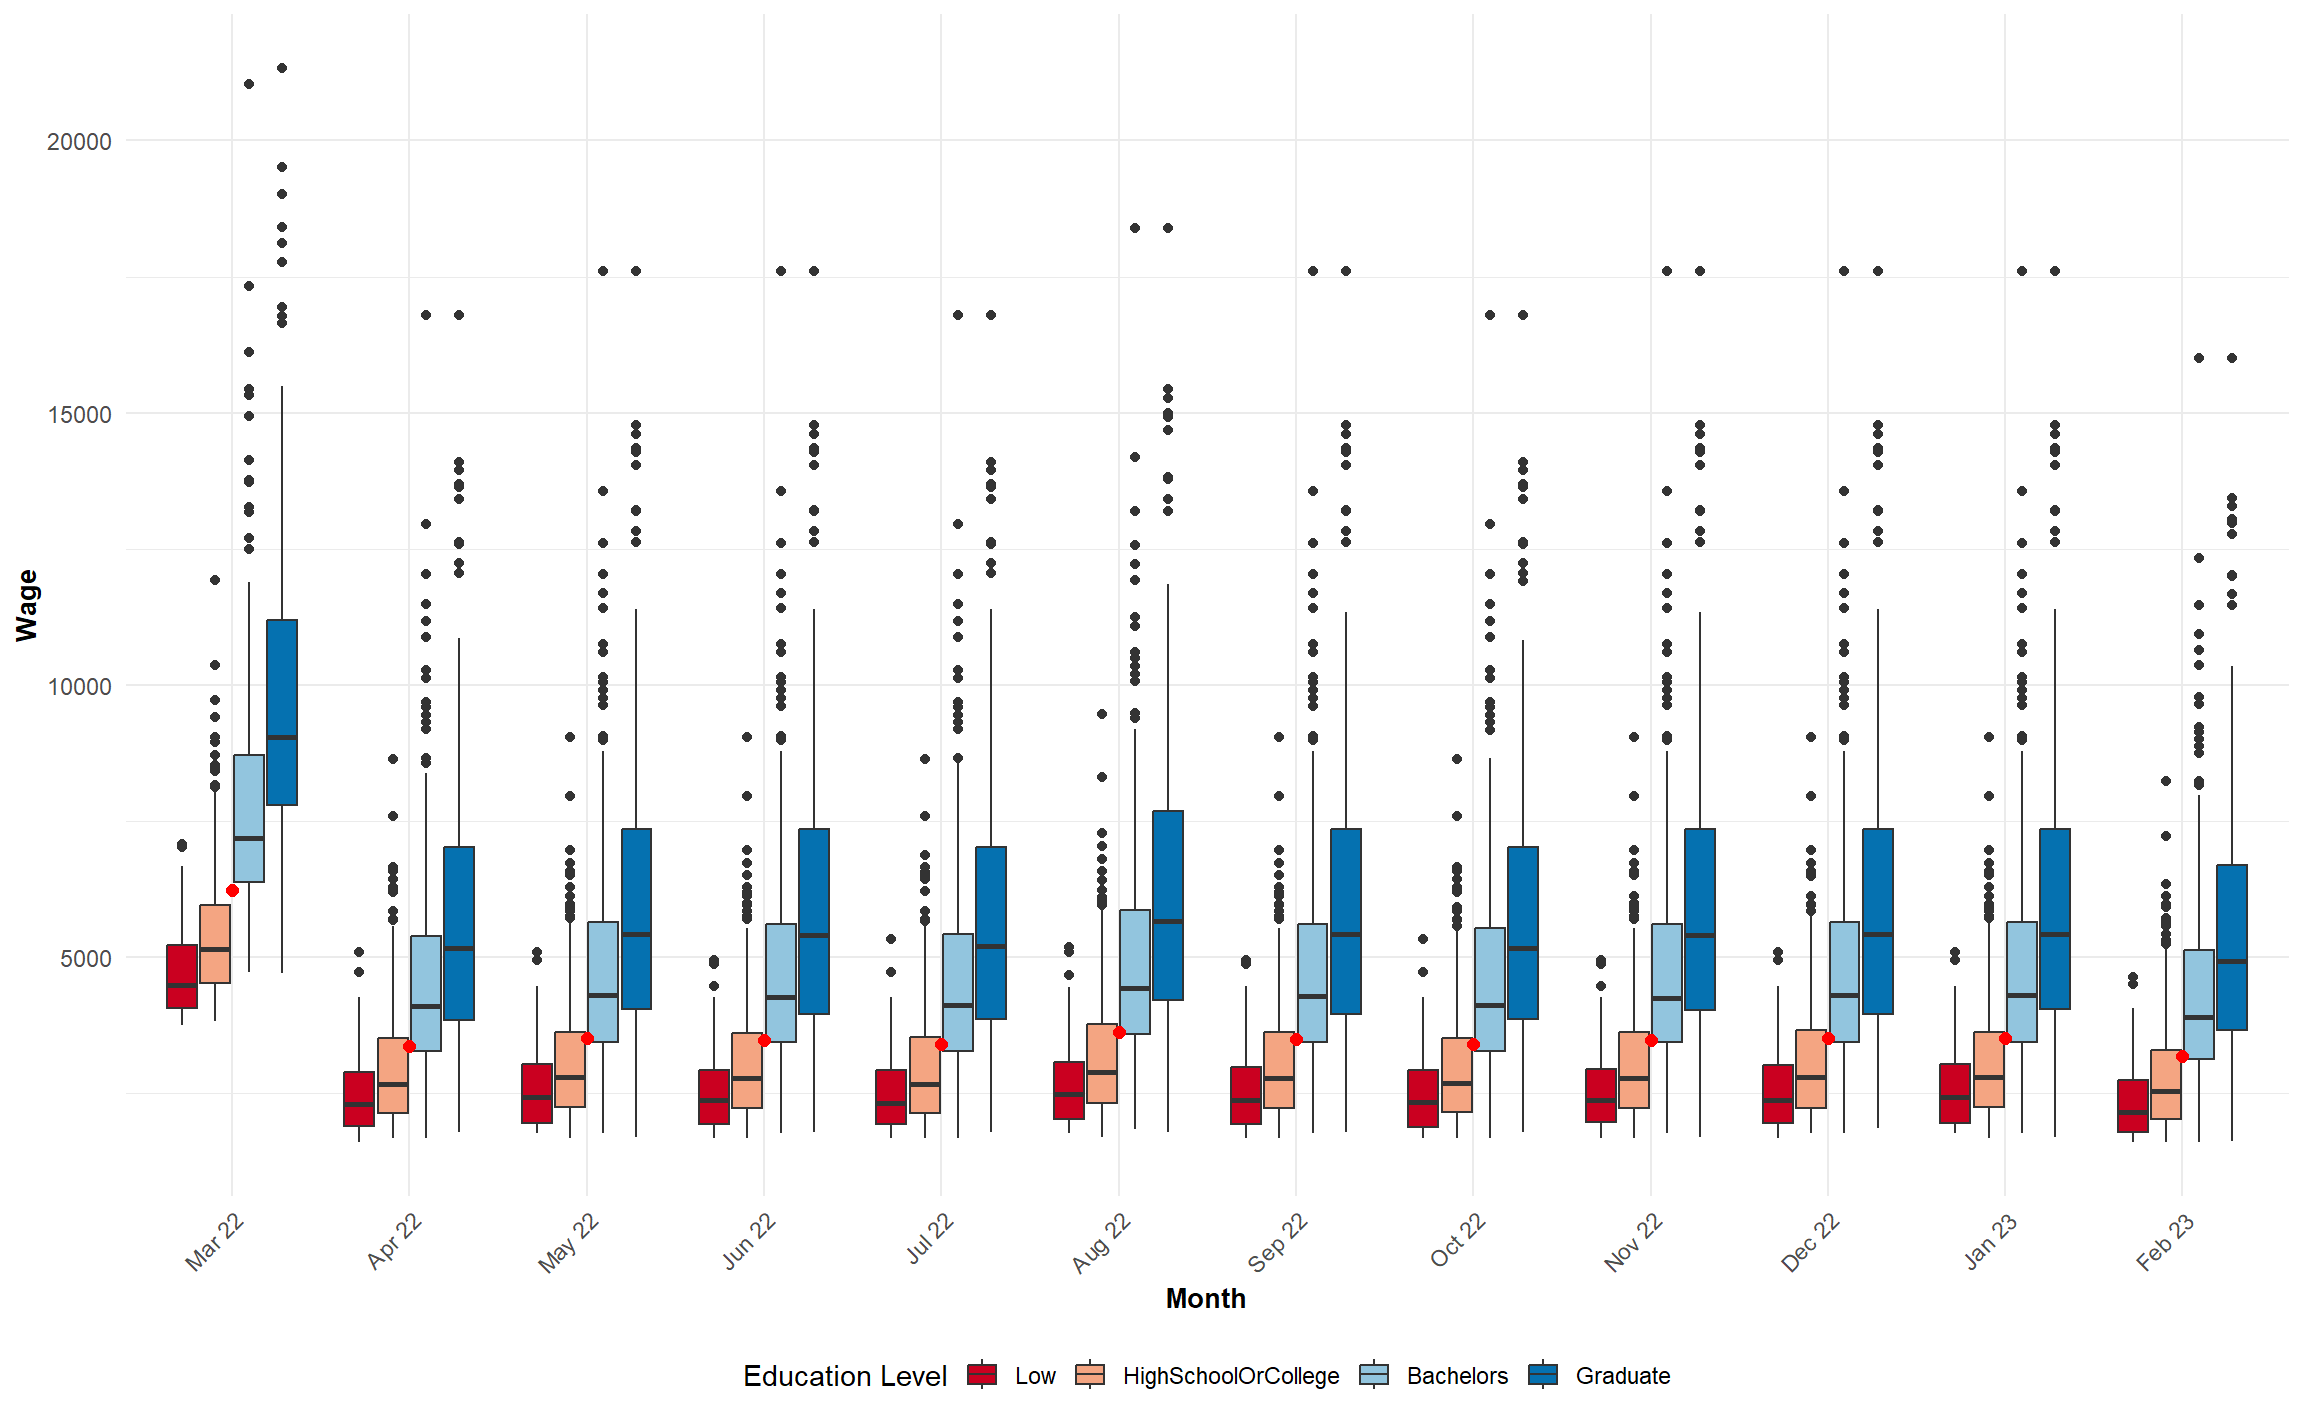 20000
15000
10000
5000
Wage
Mar 22
Apr 22
May 22
Jun 22
Jul 22
Aug 22
Sep 22
Oct 22
Nov 22
Dec 22
Jan 23
Feb 23
Month
Education Level Low HighSchoolOrCollege Bachelors Graduate